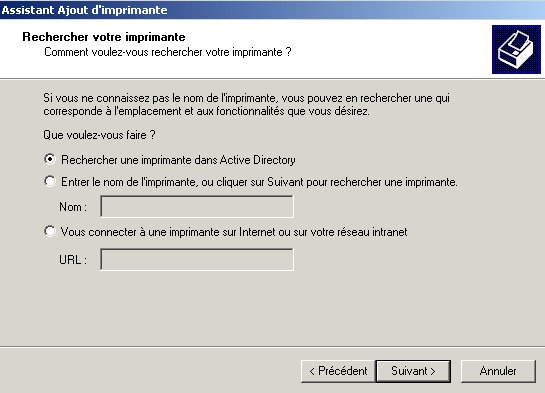 Assistant Ajout d'imprimante
Rechercher votre imprimante
Comment voulez-vous rechercher votre imprimante ?
Si vous ne connaissez pas le nom de l'imprimante, vous pouvez en rechercher une qui
corresponde à l'emplacement et aux fonctionnalités que vous désirez.
Que voulez-vous faire ?
Rechercher une imprimante dans Active Directory
Entrer le nom de l'imprimante, ou cliquer sur Suivant pour rechercher une imprimante.
Nom :
Vous connecter à une imprimante sur Internet ou sur votre réseau intranet
URL :
< Précédent Suivant > Annuler